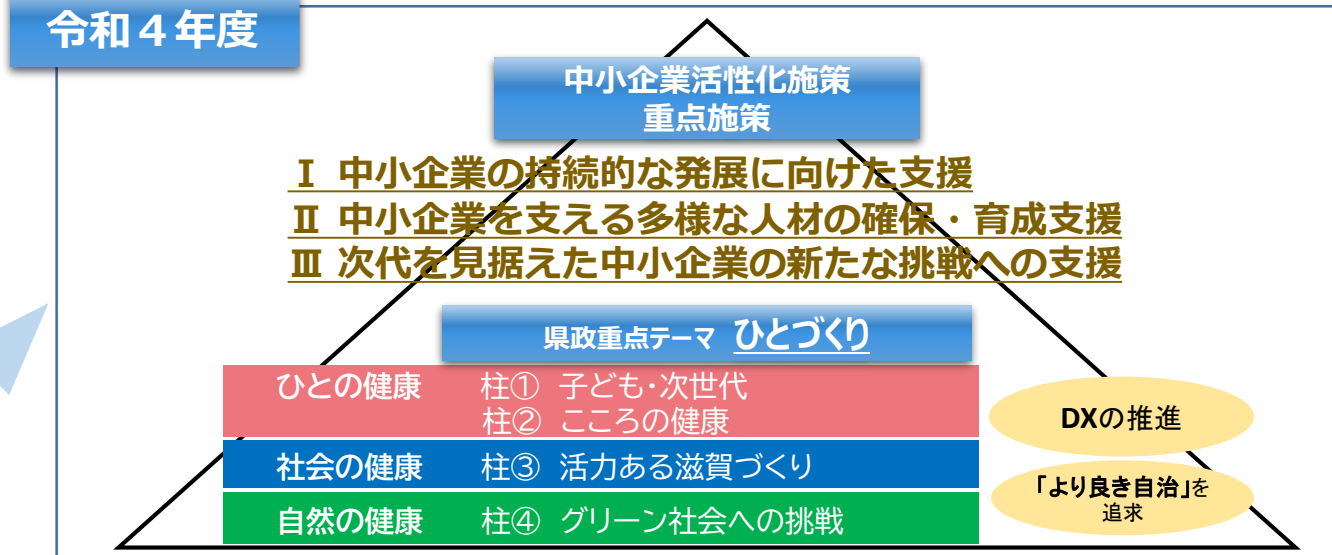 令和４年度
中小企業活性化施策
重点施策
Ⅰ 中小企業の持続的な発展に向けた支援
Ⅱ 中小企業を支える多様な人材の確保・育成支援
Ⅲ 次代を見据えた中小企業の新たな挑戦への支援
県政重点テーマ ひとづくり
ひとの健康 柱① 子ども・次世代
柱② こころの健康
社会の健康 柱③ 活力ある滋賀づくり
自然の健康 柱④ グリーン社会への挑戦
DXの推進
「より良き自治」を
追求